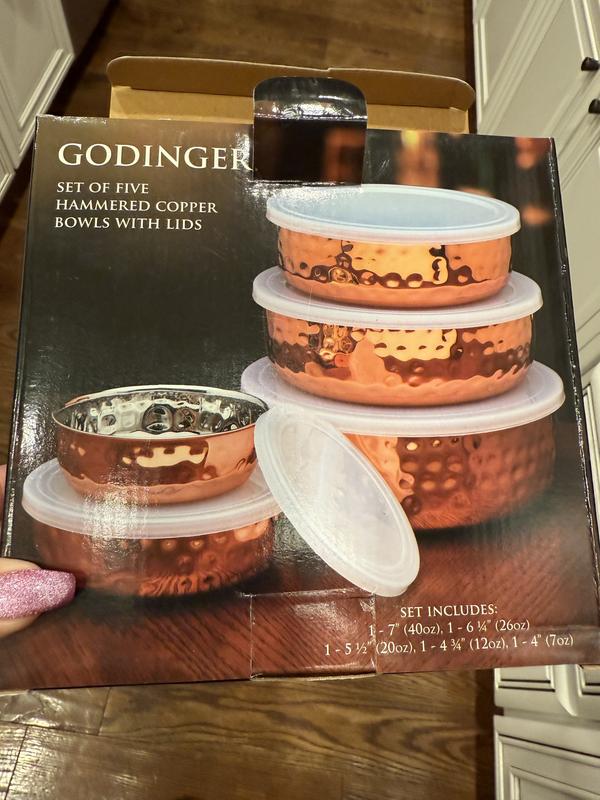 GODINGER
SET OF FIVE
HAMMERED COPPER
BOWLS WITH LIDS
SET INCLUDES:
1 - 7" (40oz), 1 - 6 ¼" (26oz)
1 - 5 ½" (20oz), 1 - 4 ¾" (12oz), 1 - 4" (7oz)